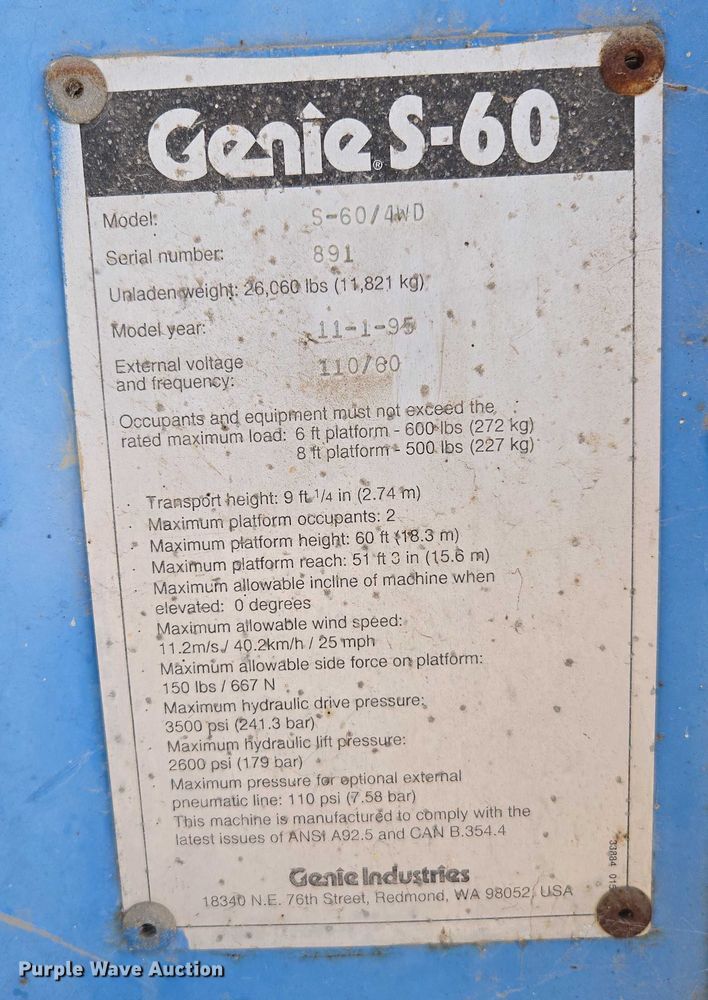 Genie® S-60
Model: S-60/4WD
Serial number: 891
Unladen weight: 26,060 lbs (11,821 kg)
Model year: 11-1-95
External voltage
and frequency: 110/60
Occupants and equipment must not exceed the
rated maximum load: 6 ft platform - 600 lbs (272 kg)
8 ft platform - 500 lbs (227 kg)
· Transport height: 9 ft 1/4 in (2.74 m)
· Maximum platform occupants: 2
· Maximum platform height: 60 ft (18.3 m)
· Maximum platform reach: 51 ft 3 in (15.6 m)
· Maximum allowable incline of machine when
elevated: 0 degrees
· Maximum allowable wind speed:
11.2m/s / 40.2km/h / 25 mph
· Maximum allowable side force on platform:
150 lbs / 667 N
· Maximum hydraulic drive pressure:
3500 psi (241.3 bar)
· Maximum hydraulic lift pressure:
2600 psi (179 bar)
· Maximum pressure for optional external
pneumatic line: 110 psi (7.58 bar)
· This machine is manufactured to comply with the
latest issues of ANSI A92.5 and CAN B.354.4
Genie Industries
18340 N.E. 76th Street, Redmond, WA 98052, USA
33884
Purple Wave Auction